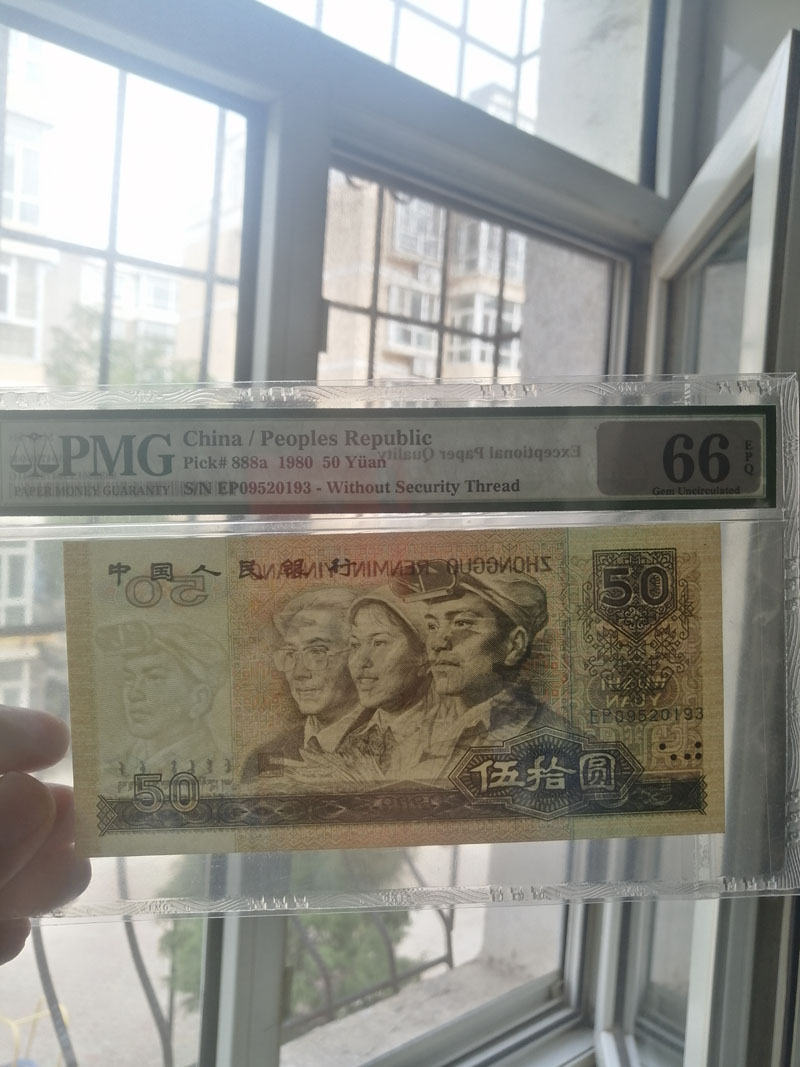 PMG
PAPER MONEY GUARANTY
China / Peoples Republic
Pick# 888a 1980 50 Yüan
Exceptional Paper Quality
S/N EP09520193 - Without Security Thread
66
EPQ
Gem Uncirculated
中国人民银行
ZHONGGUO RENMIN YINHANG
50
50
EP09520193
50
伍拾圆